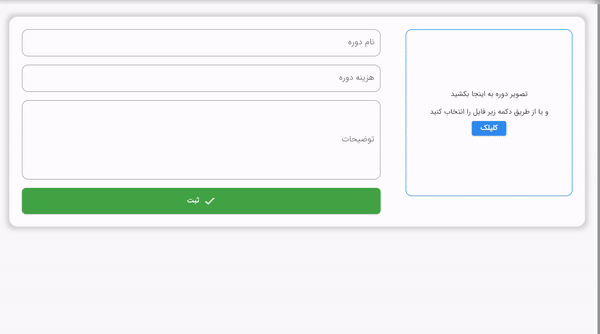 تصویر دوره به اینجا بکشید
و یا از طریق دکمه زیر فایل را انتخاب کنید
کلیلک
نام دوره
هزینه دوره
توضیحات
ثبت